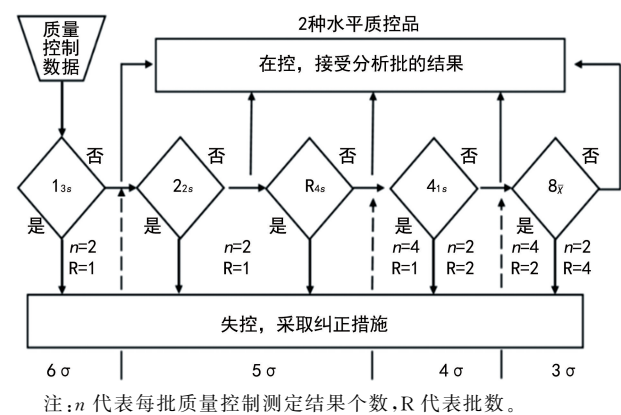 2种水平质控品
质量
控制
数据
在控，接受分析批的结果
否 否 否 否 否
1₃ₛ 2₂ₛ R₄ₛ 4₁ₛ 8x̄
是 是 是 是 是
n=2 n=2 n=4 n=2 n=4 n=2
R=1 R=1 R=1 R=2 R=2 R=4
失控，采取纠正措施
6σ 5σ 4σ 3σ
注：n 代表每批质量控制测定结果个数，R 代表批数。